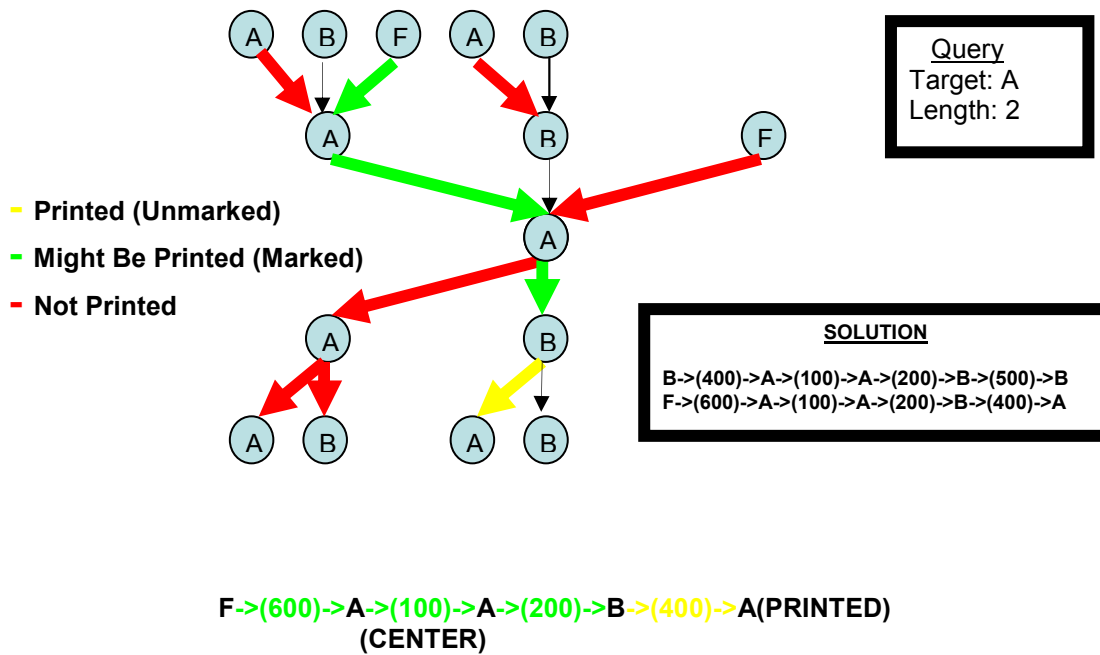 A B F A B
Query
Target: A
Length: 2
A B F
- Printed (Unmarked)
A
- Might Be Printed (Marked)
- Not Printed
A B
SOLUTION
B->(400)->A->(100)->A->(200)->B->(500)->B
F->(600)->A->(100)->A->(200)->B->(400)->A
A B A B
F->(600)->A->(100)->A->(200)->B->(400)->A(PRINTED)
(CENTER)